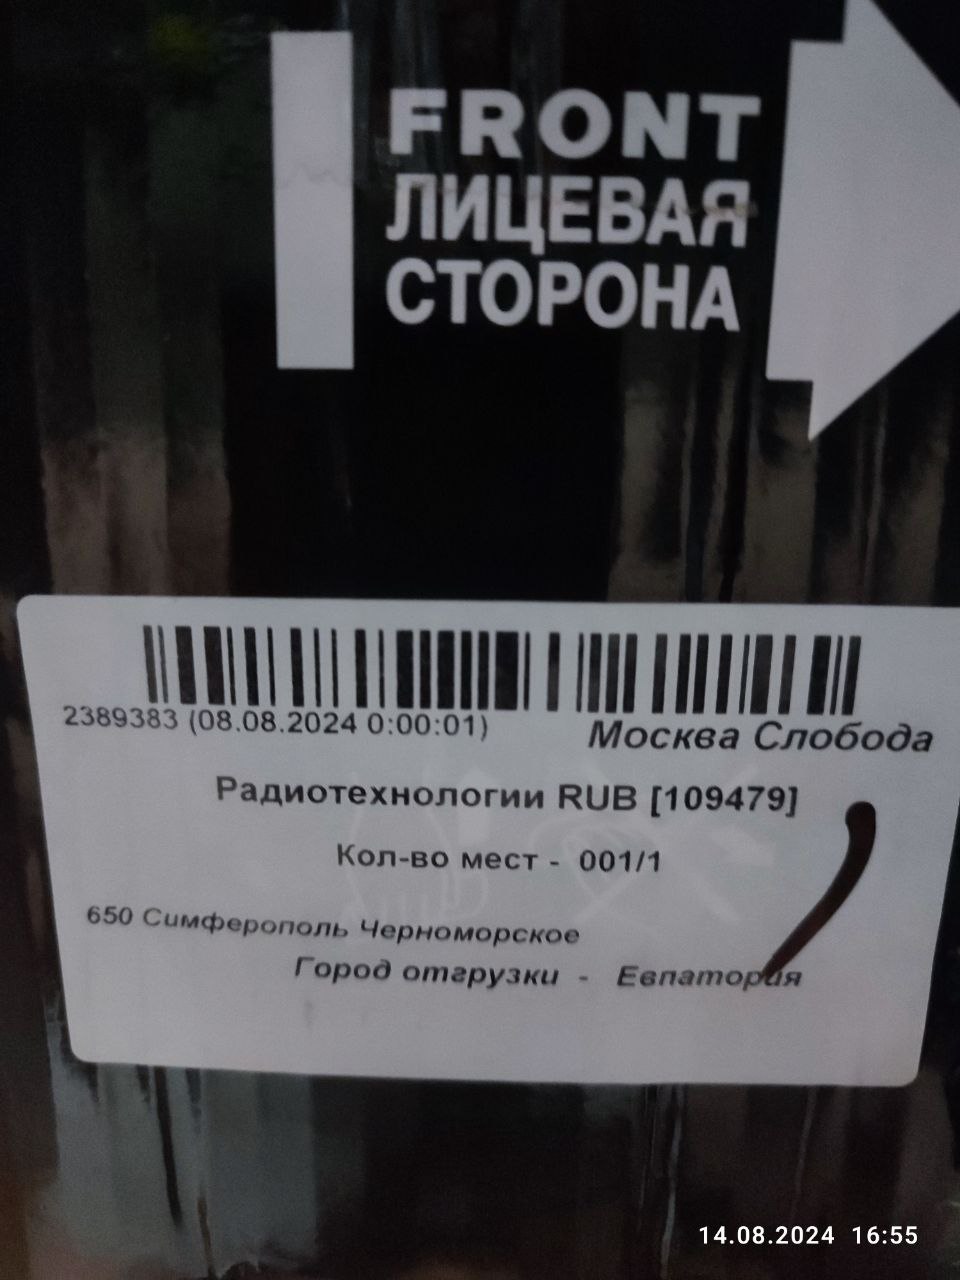 FRONT
ЛИЦЕВАЯ
СТОРОНА
2389383 (08.08.2024 0:00:01)
Москва Слобода
Радиотехнологии RUB [109479]
Кол-во мест - 001/1
650 Симферополь Черноморское
Город отгрузки - Евпатория
14.08.2024 16:55